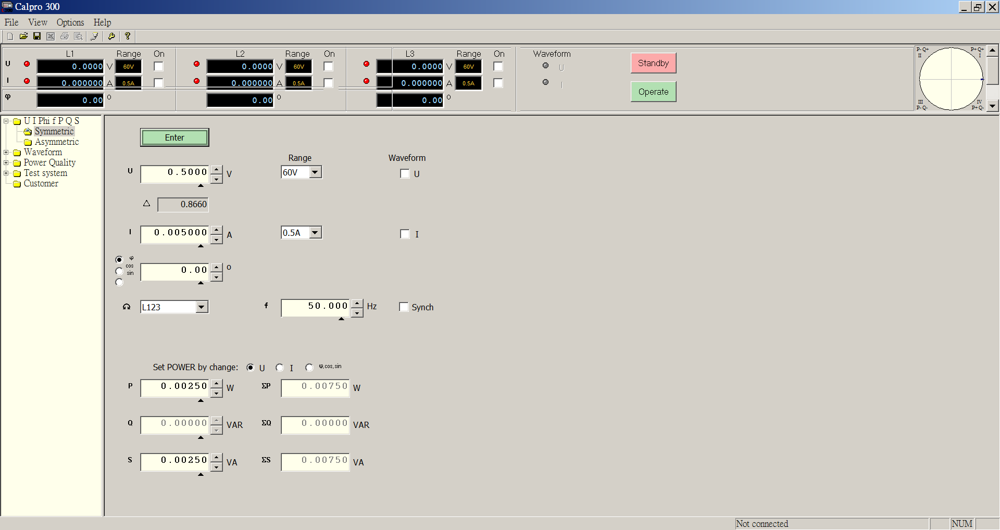 Calpro 300
File View Options Help
L1 Range On L2 Range On L3 Range On Waveform
U 0.0000 V 60V 0.0000 V 60V 0.0000 V 60V U
I 0.000000 A 0.5A 0.000000 A 0.5A 0.000000 A 0.5A I
φ 0.00 o 0.00 o 0.00 o
Standby
Operate
P- Q+ P+ Q+
II I
III IV
P- Q- P+ Q-
U I Phi f P Q S
Symmetric
Asymmetric
Waveform
Power Quality
Test system
Customer
Enter
Range Waveform
U 0.5000 V 60V U
△ 0.8660
I 0.005000 A 0.5A I
φ
cos
sin
0.00 o
L123 f 50.000 Hz Synch
Set POWER by change: U I φ,cos,sin
P 0.00250 W ΣP 0.00750 W
Q 0.00000 VAR ΣQ 0.00000 VAR
S 0.00250 VA ΣS 0.00750 VA
Not connected NUM